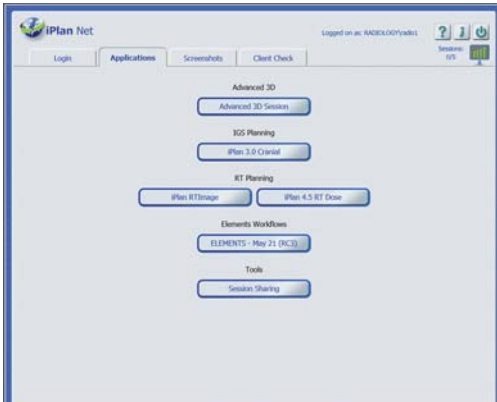 iPlan Net
Logged on as: RADIOLOGY\radio1
? i
Sessions:
0/5
Login Applications Screenshots Client Check
Advanced 3D
Advanced 3D Session
IGS Planning
iPlan 3.0 Cranial
RT Planning
iPlan RTImage iPlan 4.5 RT Dose
Elements Workflows
ELEMENTS - May 21 (RC3)
Tools
Session Sharing